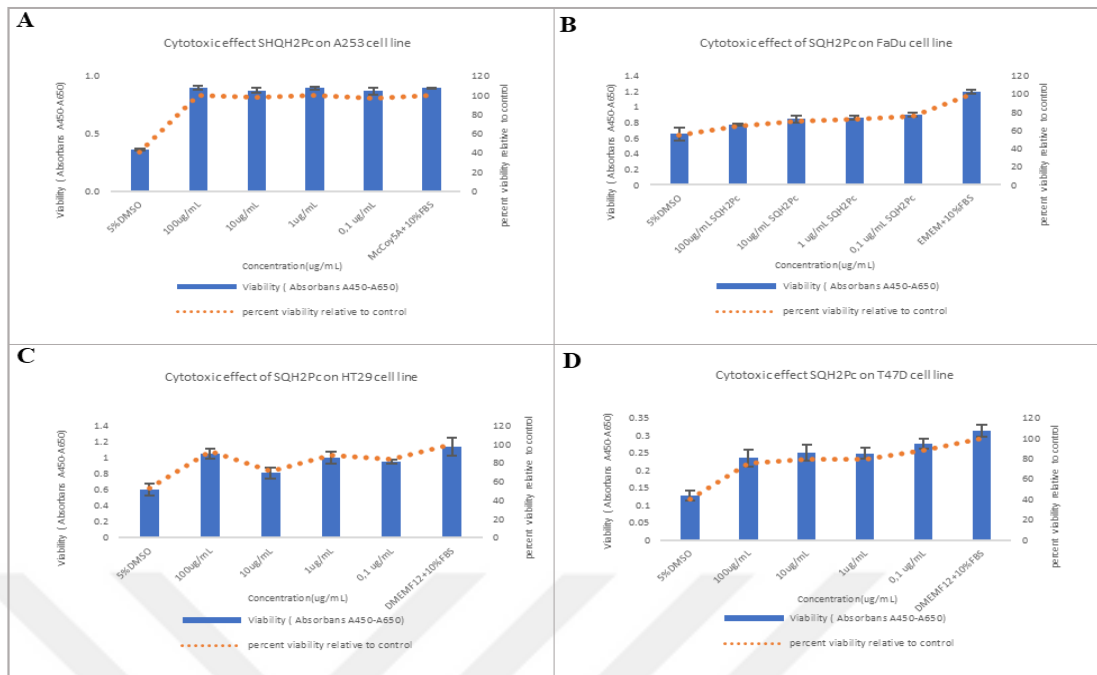 A
Cytotoxic effect SHQH2Pc on A253 cell line
Viability ( Absorbans A450-A650)
1.0
0.5
0.0
120
100
80
60
40
20
0
percent viability relative to control
5%DMSO
100ug/mL
10ug/mL
1ug/mL
0,1 ug/mL
McCoy5A+10%FBS
Concentration(ug/mL)
Viability ( Absorbans A450-A650)
percent viability relative to control
B
Cytotoxic effect of SQH2Pc on FaDu cell line
Viability ( Absorbans A450-A650)
1.4
1.2
1
0.8
0.6
0.4
0.2
0
120
100
80
60
40
20
0
percent viability relative to control
5%DMSO
100ug/mL SQH2Pc
10ug/mL SQH2Pc
1 ug/mL SQH2Pc
0,1 ug/mL SQH2Pc
EMEM+10%FBS
Concentration(ug/mL)
Viability ( Absorbans A450-A650)
percent viability relative to control
C
Cytotoxic effect of SQH2Pc on HT29 cell line
Viability ( Absorbans A450-A650)
1.4
1.2
1
0.8
0.6
0.4
0.2
0
120
100
80
60
40
20
0
percent viability relative to control
5%DMSO
100ug/mL
10ug/mL
1ug/mL
0,1 ug/mL
DMEMF12+10%FBS
Concentration(ug/mL)
Viability ( Absorbans A450-A650)
percent viability relative to control
D
Cytotoxic effect SQH2Pc on T47D cell line
Viability ( Absorbans A450-A650)
0.35
0.3
0.25
0.2
0.15
0.1
0.05
0
120
100
80
60
40
20
0
percent viability relative to control
5%DMSO
100ug/mL
10ug/mL
1ug/mL
0,1 ug/mL
DMEMF12+10%FBS
Concentration(ug/mL)
Viability ( Absorbans A450-A650)
percent viability relative to control